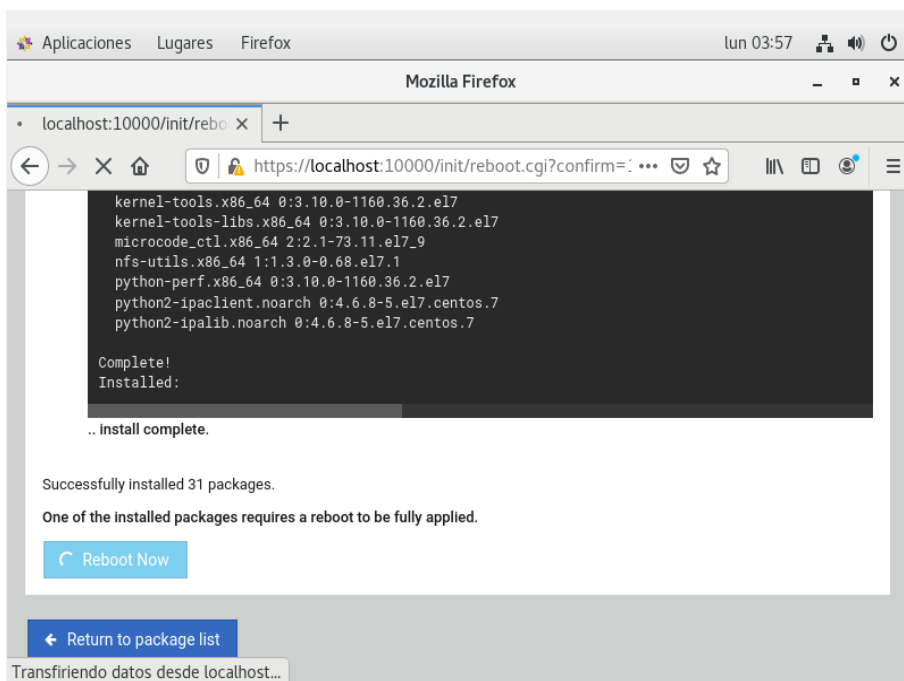 Aplicaciones Lugares Firefox lun 03:57
Mozilla Firefox
localhost:10000/init/rebo
https://localhost:10000/init/reboot.cgi?confirm=
kernel-tools.x86_64 0:3.10.0-1160.36.2.el7
kernel-tools-libs.x86_64 0:3.10.0-1160.36.2.el7
microcode_ctl.x86_64 2:2.1-73.11.el7_9
nfs-utils.x86_64 1:1.3.0-0.68.el7.1
python-perf.x86_64 0:3.10.0-1160.36.2.el7
python2-ipaclient.noarch 0:4.6.8-5.el7.centos.7
python2-ipalib.noarch 0:4.6.8-5.el7.centos.7
Complete!
Installed:
.. install complete.
Successfully installed 31 packages.
One of the installed packages requires a reboot to be fully applied.
Reboot Now
Return to package list
Transfiriendo datos desde localhost...